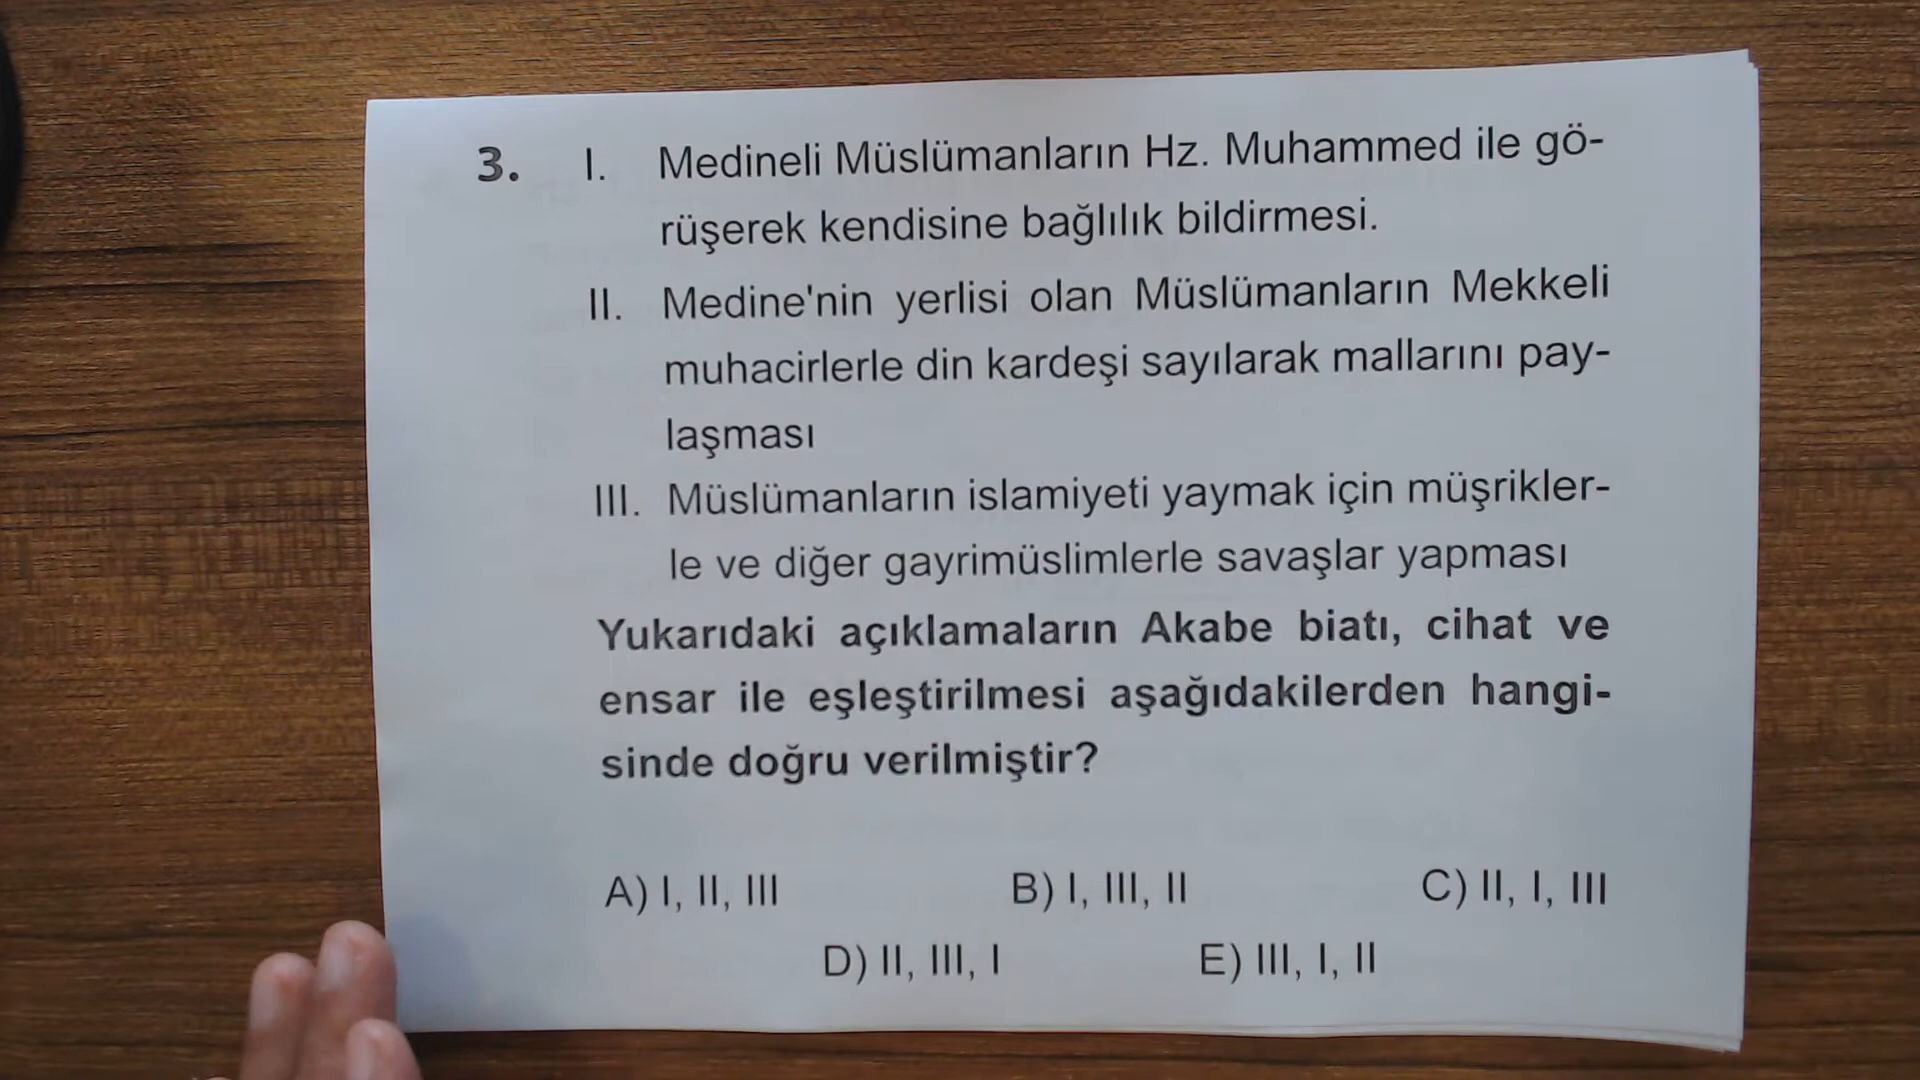 3. I. Medineli Müslümanların Hz. Muhammed ile gö-
rüşerek kendisine bağlılık bildirmesi.
II. Medine'nin yerlisi olan Müslümanların Mekkeli
muhacirlerle din kardeşi sayılarak mallarını pay-
laşması
III. Müslümanların islamiyeti yaymak için müşrikler-
le ve diğer gayrimüslimlerle savaşlar yapması
Yukarıdaki açıklamaların Akabe biatı, cihat ve
ensar ile eşleştirilmesi aşağıdakilerden hangi-
sinde doğru verilmiştir?
A) I, II, III B) I, III, II C) II, I, III
D) II, III, I E) III, I, II